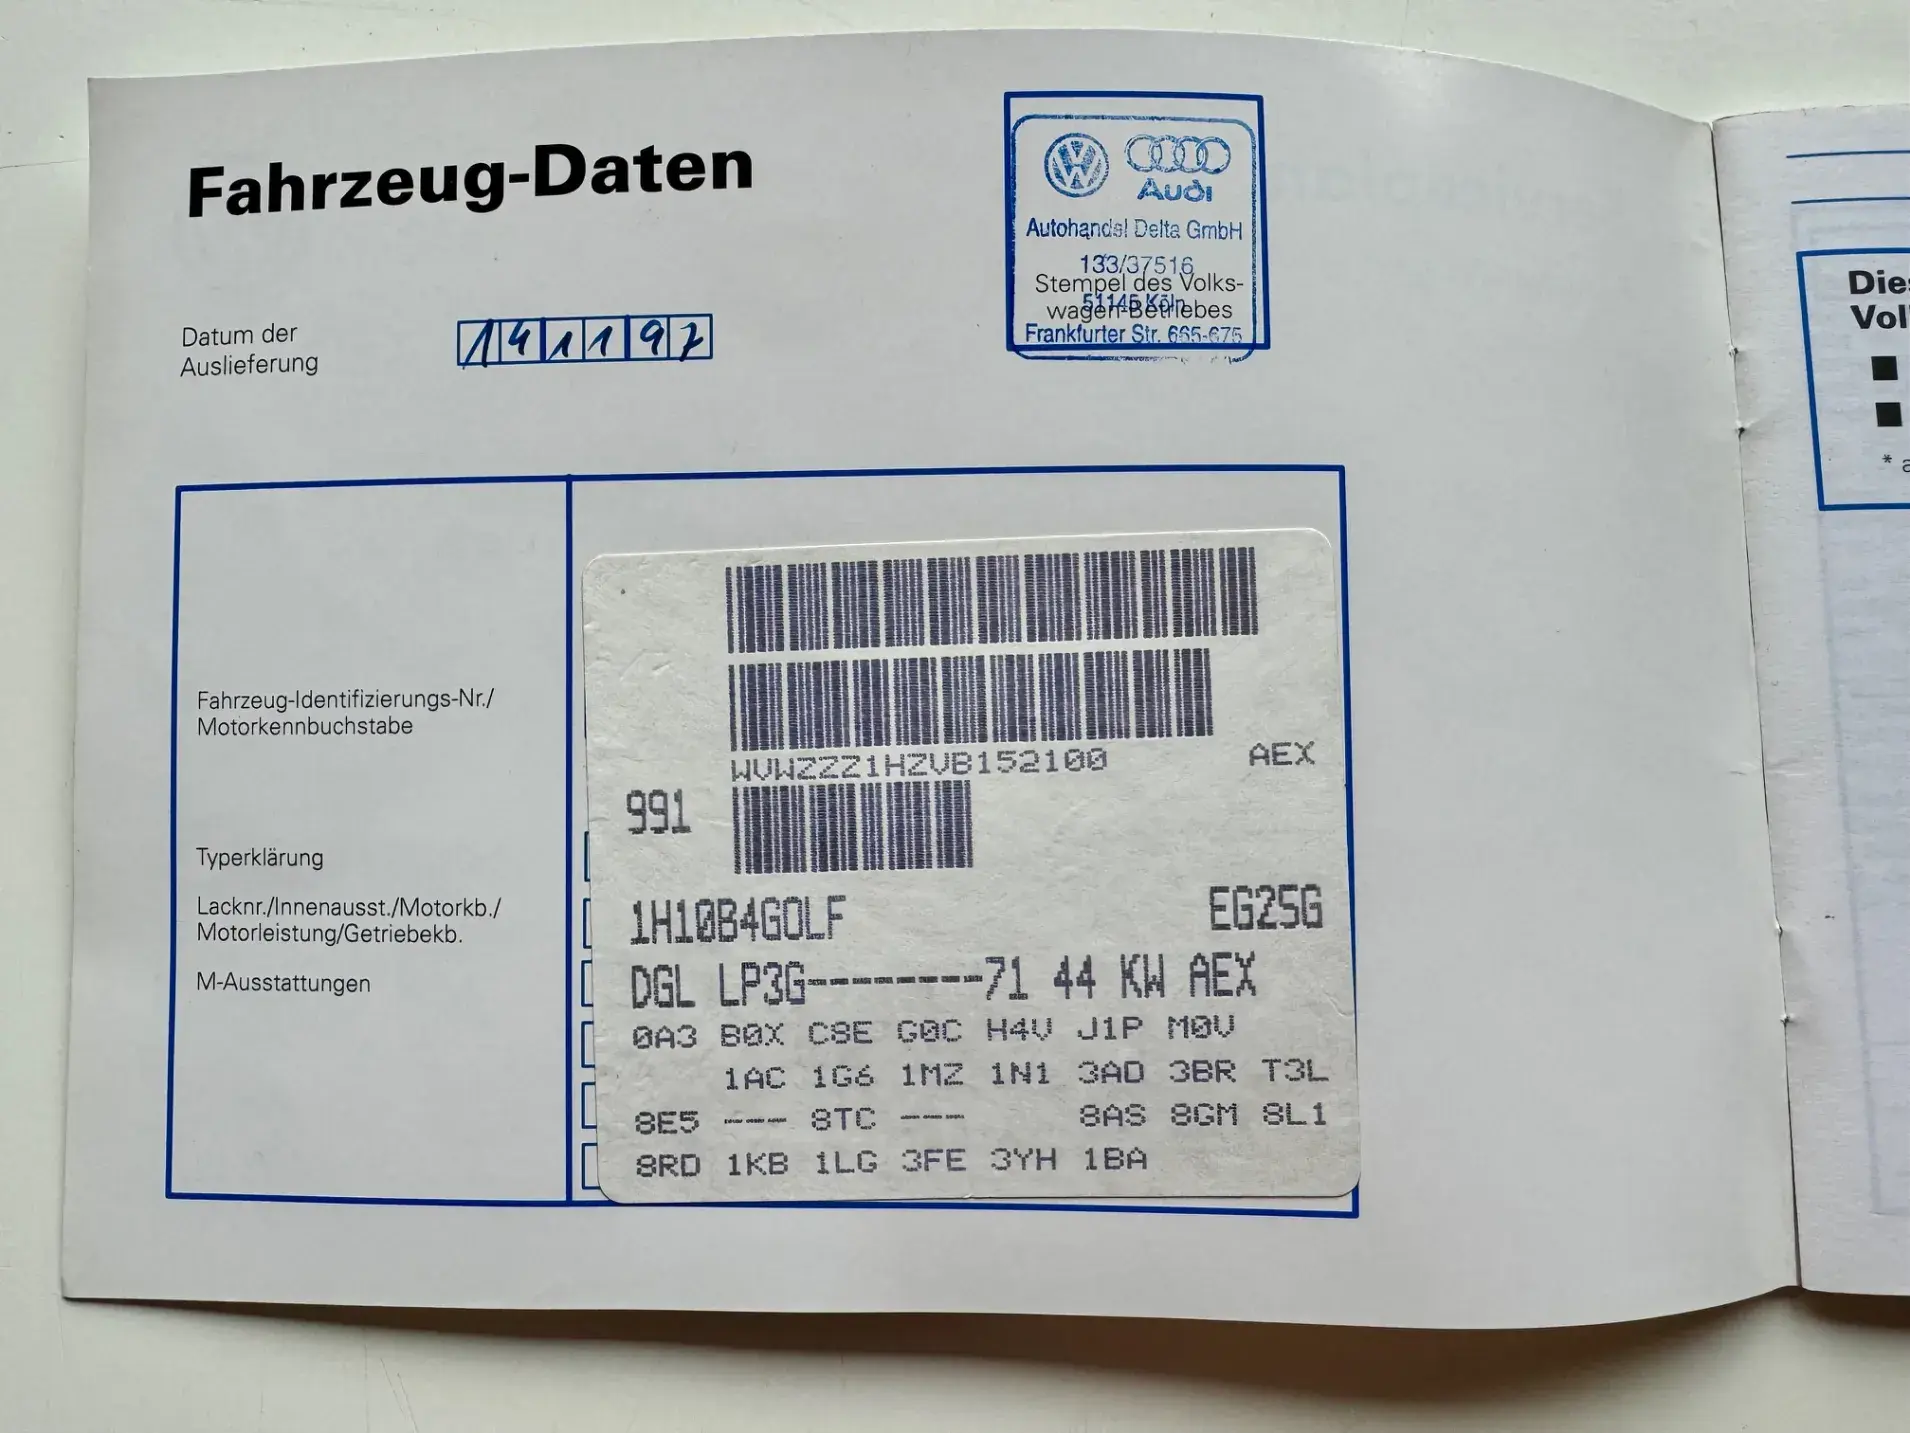 Fahrzeug-Daten
Datum der
Auslieferung
141197
Audi
Autohandel Delta GmbH
133/37516
Stempel des Volks-
51145 Köln
wagen-Betriebes
Frankfurter Str. 665-675
Fahrzeug-Identifizierungs-Nr./
Motorkennbuchstabe
Typerklärung
Lacknr./Innenausst./Motorkb./
Motorleistung/Getriebekb.
M-Ausstattungen
WVWZZZ1HZVB152100 AEX
991
1H10B4GOLF EG25G
DGL LP3G--------71 44 KW AEX
0A3 B0X C8E G0C H4V J1P M0V
1AC 1G6 1MZ 1N1 3AD 3BR T3L
8E5 --- 8TC --- 8AS 8GM 8L1
8RD 1KB 1LG 3FE 3YH 1BA
Die
Vol
* a